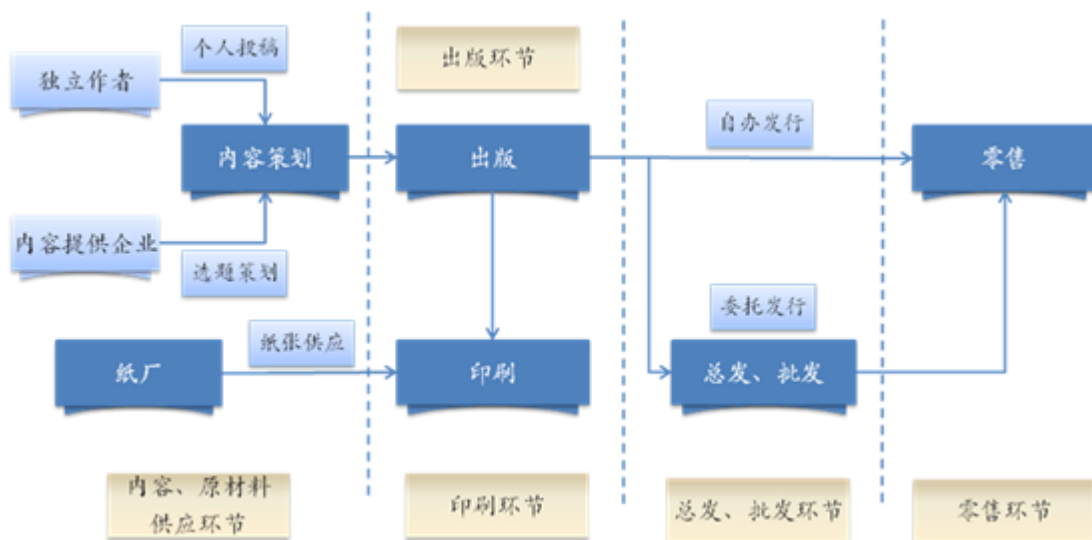 个人投稿
出版环节
独立作者
自办发行
内容策划
出版
零售
内容提供企业
选题策划
委托发行
纸张供应
纸厂
印刷
总发、批发
内容、原材料
供应环节
印刷环节
总发、批发环节
零售环节